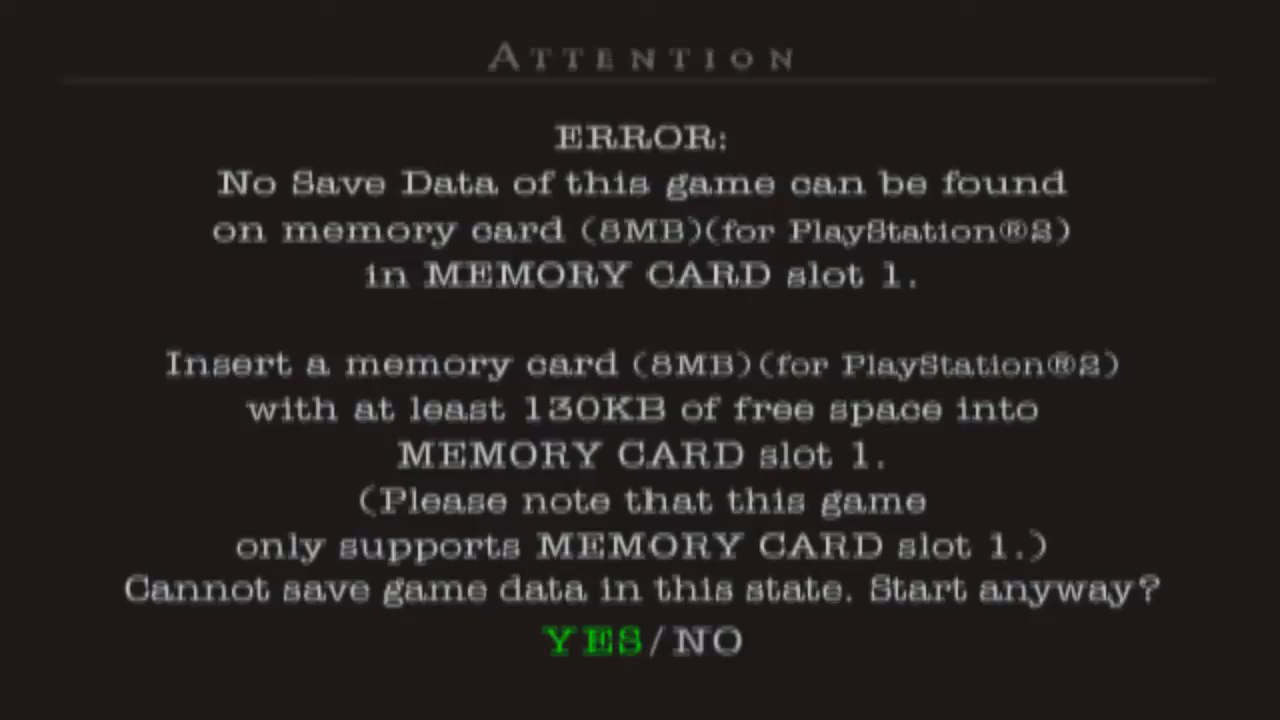 ATTENTION
ERROR:
No Save Data of this game can be found
on memory card (8MB)(for PlayStation®2)
in MEMORY CARD slot 1.
Insert a memory card (8MB)(for PlayStation®2)
with at least 130KB of free space into
MEMORY CARD slot 1.
(Please note that this game
only supports MEMORY CARD slot 1.)
Cannot save game data in this state. Start anyway?
YES/NO